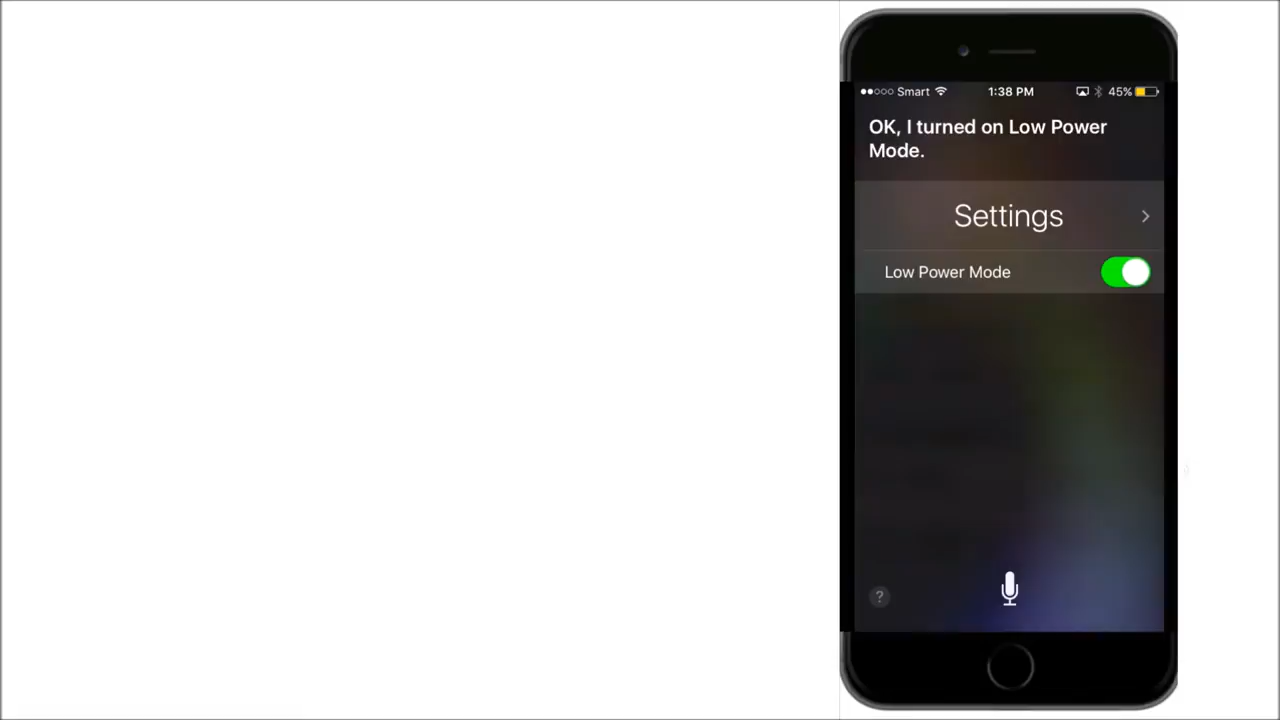 Smart 1:38 PM 45%
OK, I turned on Low Power
Mode.
Settings
Low Power Mode
?